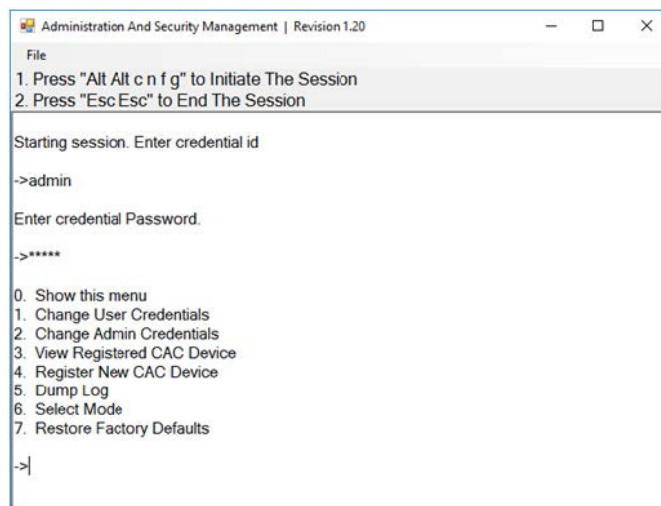 Administration And Security Management | Revision 1.20
File
1. Press "Alt Alt c n f g" to Initiate The Session
2. Press "Esc Esc" to End The Session
Starting session. Enter credential id
->admin
Enter credential Password.
->*****
0. Show this menu
1. Change User Credentials
2. Change Admin Credentials
3. View Registered CAC Device
4. Register New CAC Device
5. Dump Log
6. Select Mode
7. Restore Factory Defaults
->